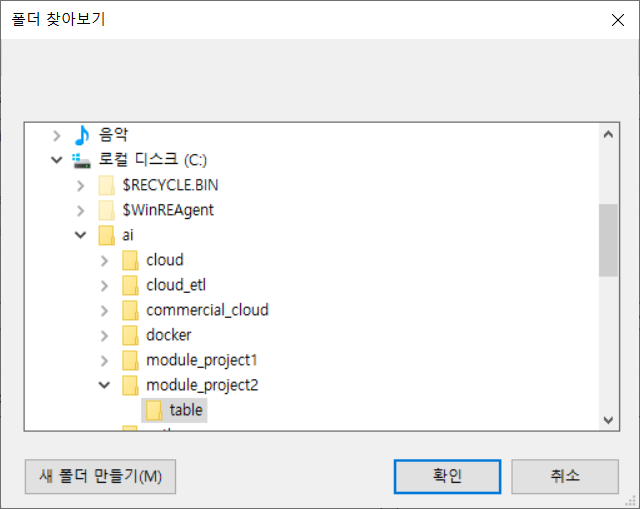 폴더 찾아보기
음악
로컬 디스크 (C:)
$RECYCLE.BIN
$WinREAgent
ai
cloud
cloud_etl
commercial_cloud
docker
module_project1
module_project2
table
새 폴더 만들기(M)
확인
취소